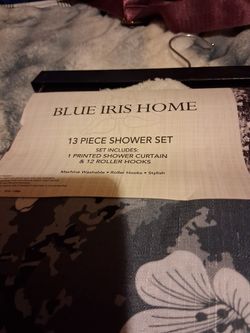 BLUE IRIS HOME
13 PIECE SHOWER SET
SET INCLUDES:
1 PRINTED SHOWER CURTAIN
& 12 ROLLER HOOKS
Machine Washable • Roller Hooks • Stylish